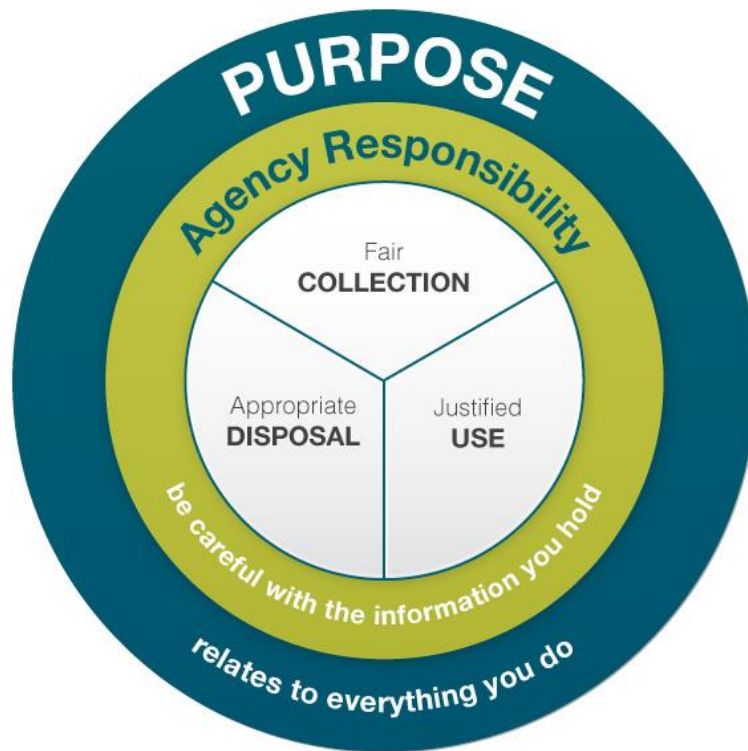 PURPOSE
Agency Responsibility
Fair
COLLECTION
Appropriate
DISPOSAL
Justified
USE
be careful with the information you hold
relates to everything you do